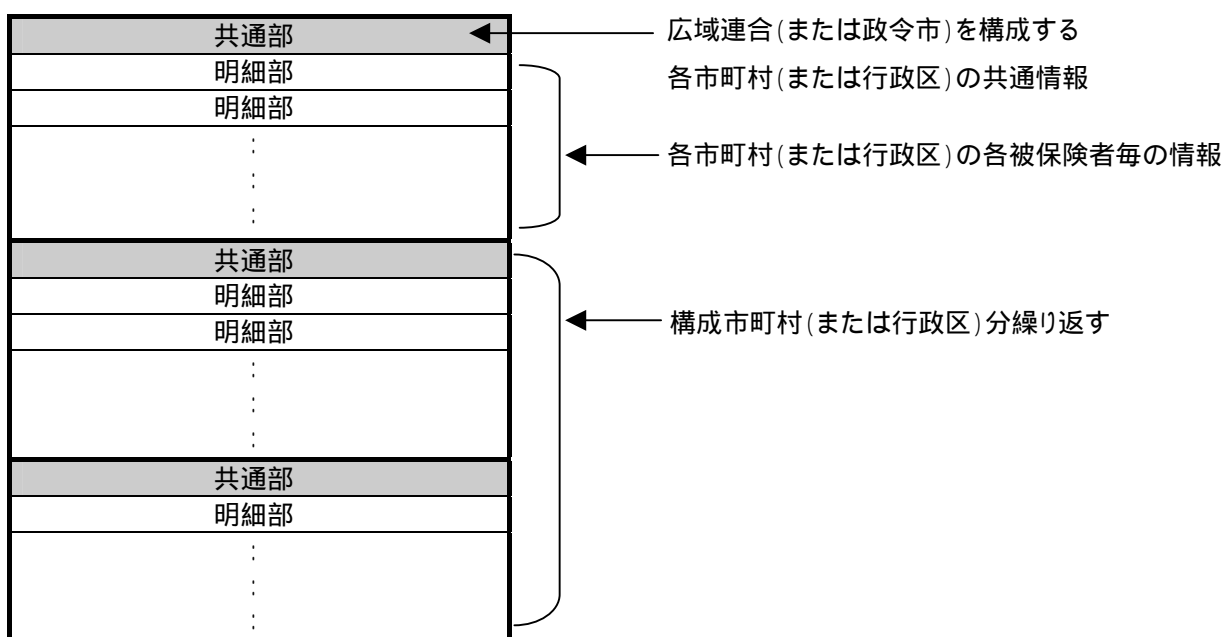 共通部
広域連合(または政令市)を構成する
明細部
各市町村(または行政区)の共通情報
明細部
:
各市町村(または行政区)の各被保険者毎の情報
:
:
共通部
明細部
明細部
構成市町村(または行政区)分繰り返す
:
:
:
共通部
明細部
:
:
: